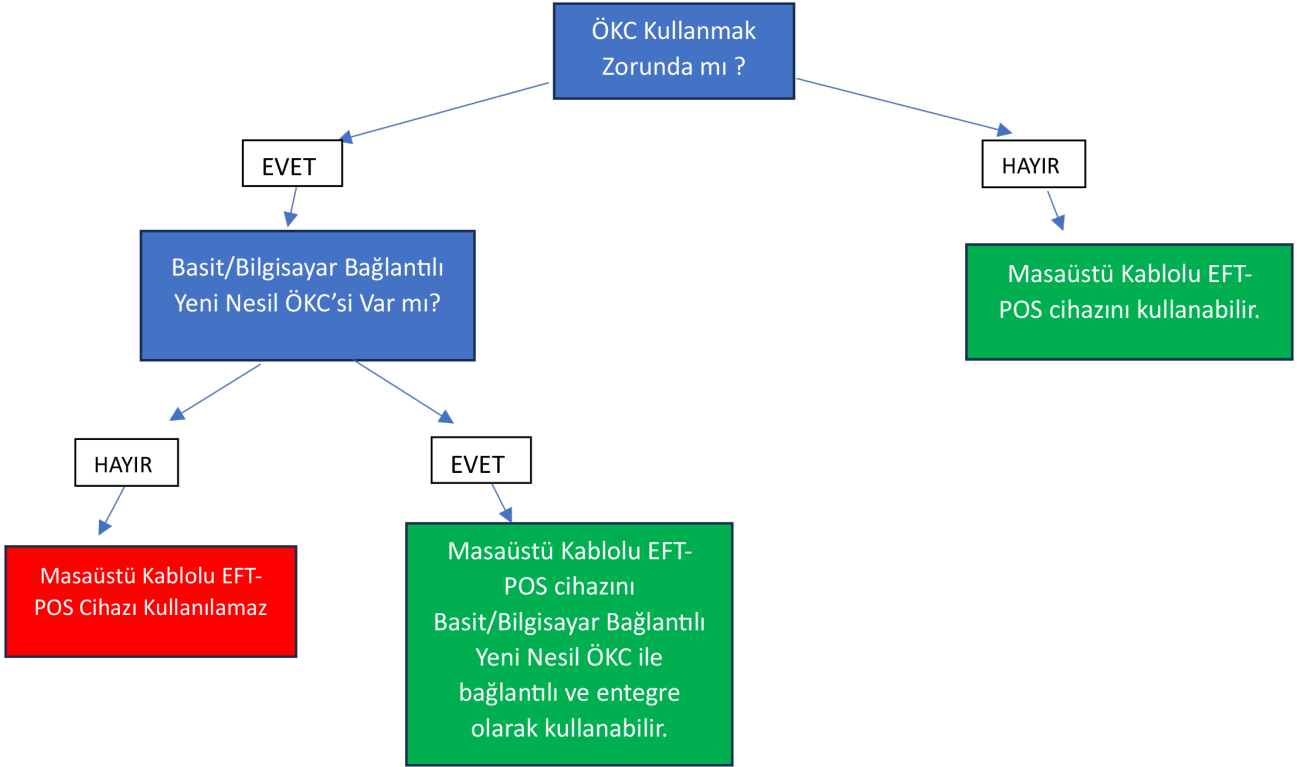 ÖKC Kullanmak
Zorunda mı ?
EVET
HAYIR
Basit/Bilgisayar Bağlantılı
Yeni Nesil ÖKC’si Var mı?
Masaüstü Kablolu EFT-
POS cihazını kullanabilir.
HAYIR
EVET
Masaüstü Kablolu EFT-
POS Cihazı Kullanılamaz
Masaüstü Kablolu EFT-
POS cihazını
Basit/Bilgisayar Bağlantılı
Yeni Nesil ÖKC ile
bağlantılı ve entegre
olarak kullanabilir.